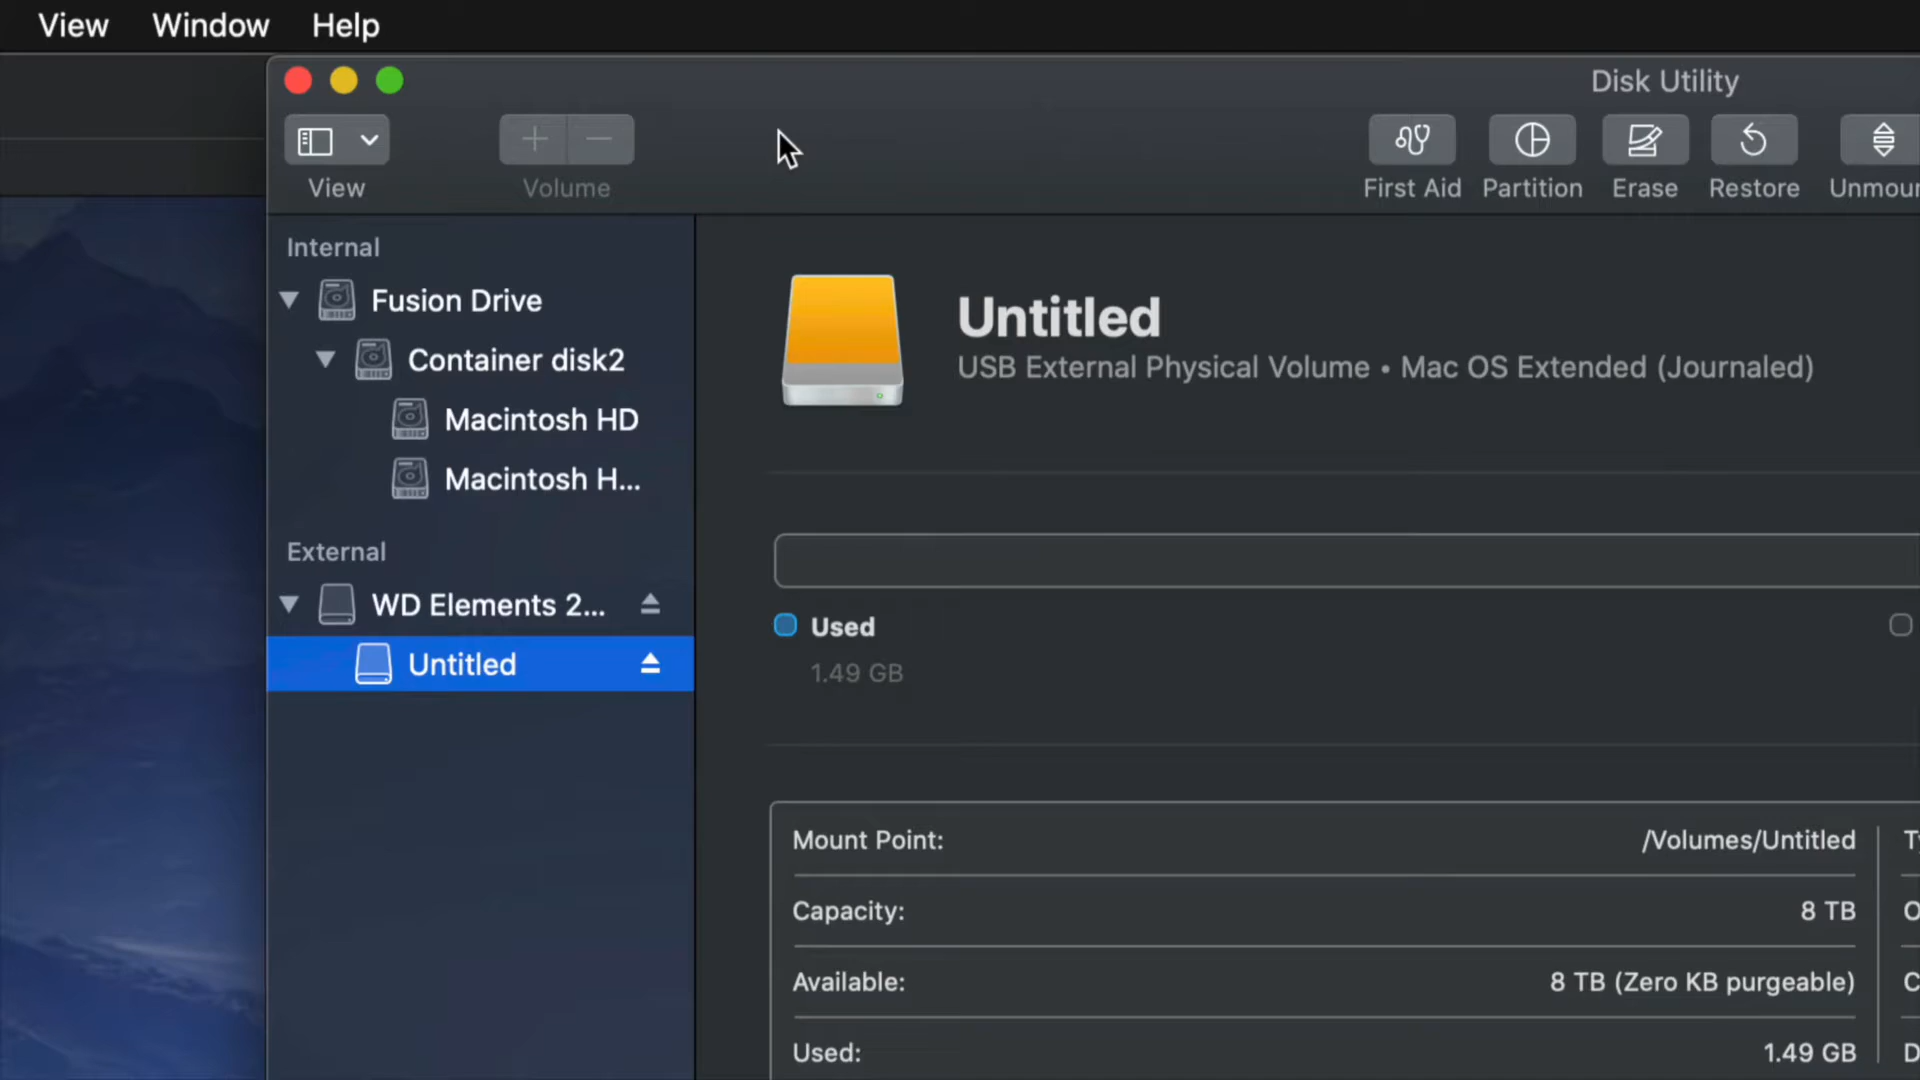 View Window Help
Disk Utility
View
Volume
First Aid
Partition
Erase
Restore
Unmoun
Internal
Fusion Drive
Container disk2
Macintosh HD
Macintosh H...
External
WD Elements 2...
Untitled
Untitled
USB External Physical Volume • Mac OS Extended (Journaled)
Used
1.49 GB
Mount Point: /Volumes/Untitled
Capacity: 8 TB
Available: 8 TB (Zero KB purgeable)
Used: 1.49 GB